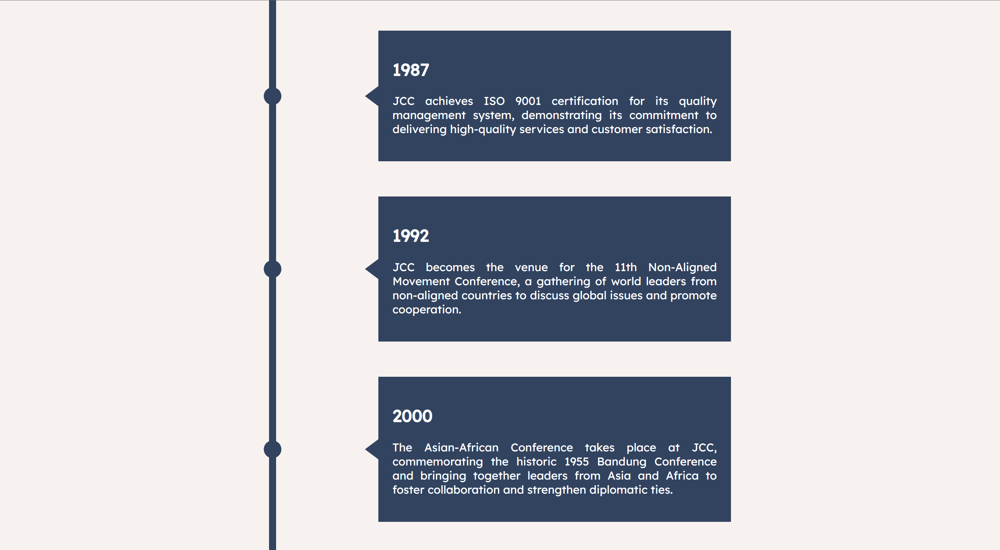 1987
JCC achieves ISO 9001 certification for its quality
management system, demonstrating its commitment to
delivering high-quality services and customer satisfaction.
1992
JCC becomes the venue for the 11th Non-Aligned
Movement Conference, a gathering of world leaders from
non-aligned countries to discuss global issues and promote
cooperation.
2000
The Asian-African Conference takes place at JCC,
commemorating the historic 1955 Bandung Conference
and bringing together leaders from Asia and Africa to
foster collaboration and strengthen diplomatic ties.